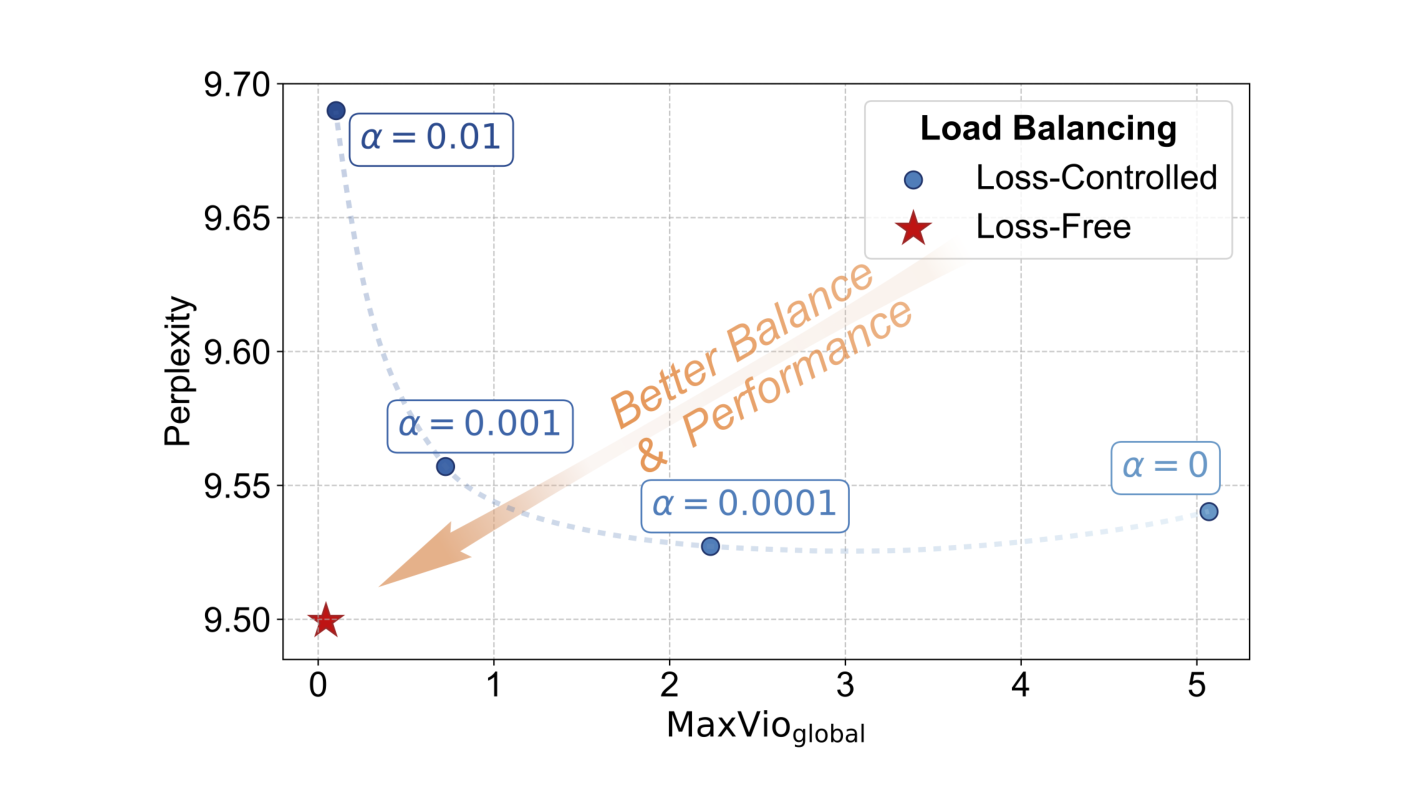 9.70
9.65
9.60
9.55
9.50
Perplexity
α = 0.01
α = 0.001
α = 0.0001
α = 0
Better Balance
& Performance
Load Balancing
Loss-Controlled
Loss-Free
0 1 2 3 4 5
MaxVio_global